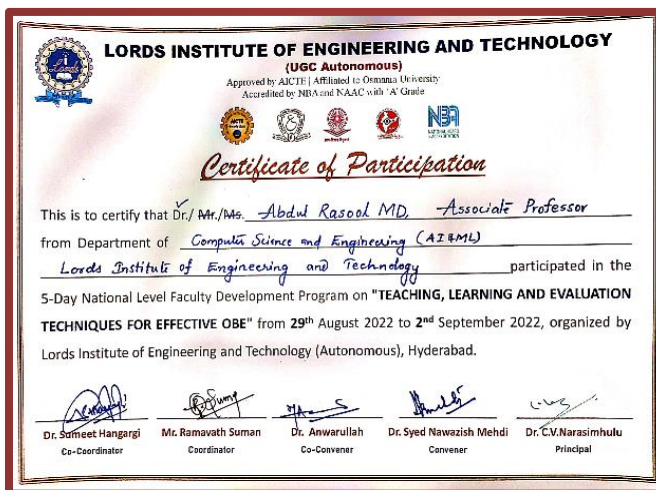 LORDS INSTITUTE OF ENGINEERING AND TECHNOLOGY
(UGC Autonomous)
Approved by AICTE | Affiliated to Osmania University
Accredited by NBA and NAAC with 'A' Grade
Lords
NBA
Certificate of Participation
This is to certify that Dr./ Mr./Ms. Abdul Rasool MD, Associate Professor
from Department of Computer Science and Engineering (AI&ML)
Lords Institute of Engineering and Technology participated in the
5-Day National Level Faculty Development Program on "TEACHING, LEARNING AND EVALUATION
TECHNIQUES FOR EFFECTIVE OBE" from 29th August 2022 to 2nd September 2022, organized by
Lords Institute of Engineering and Technology (Autonomous), Hyderabad.
Dr. Sameet Hangargi Mr. Ramavath Suman Dr. Anwarullah Dr. Syed Nawazish Mehdi Dr. C.V.Narasimhulu
Co-Coordinator Coordinator Co-Convener Convener Principal